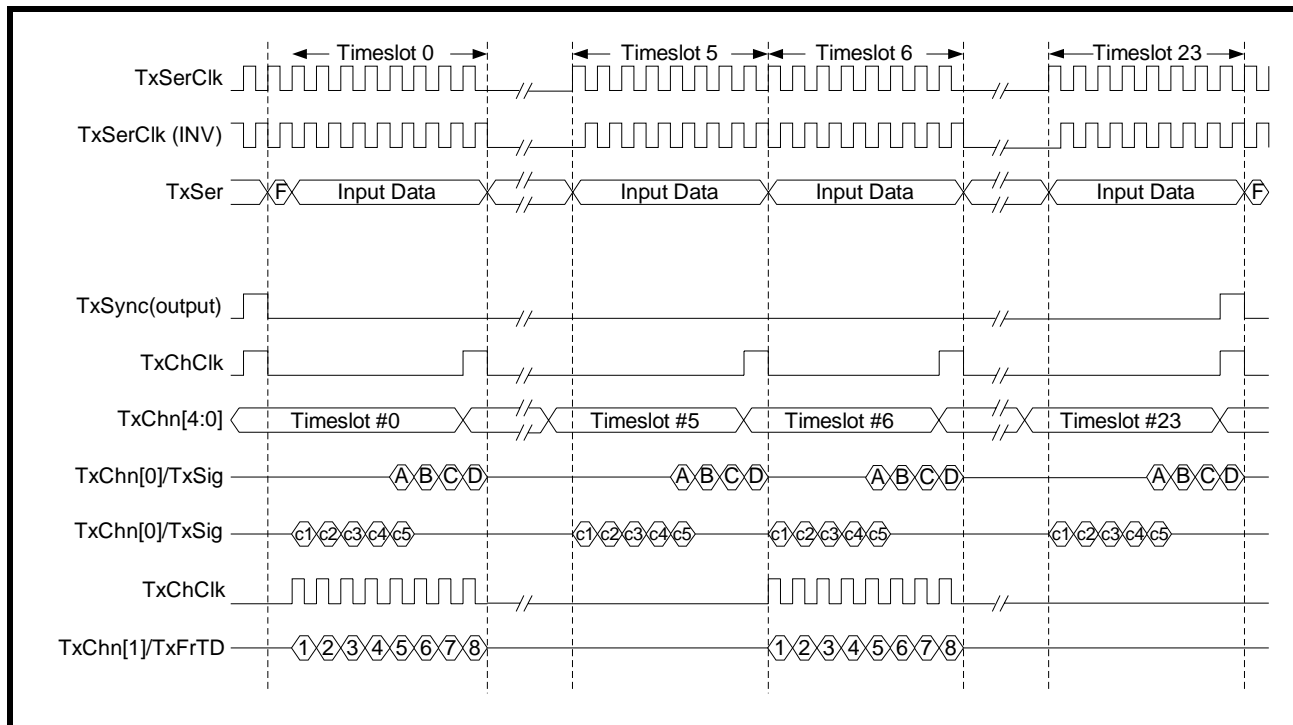 Timeslot 0 Timeslot 5 Timeslot 6 Timeslot 23
TxSerClk
TxSerClk (INV)
TxSer F Input Data Input Data Input Data Input Data F
TxSync(output)
TxChClk
TxChn[4:0] Timeslot #0 Timeslot #5 Timeslot #6 Timeslot #23
TxChn[0]/TxSig A B C D A B C D A B C D A B C D
TxChn[0]/TxSig c1 c2 c3 c4 c5 c1 c2 c3 c4 c5 c1 c2 c3 c4 c5 c1 c2 c3 c4 c5
TxChClk
TxChn[1]/TxFrTD 1 2 3 4 5 6 7 8 1 2 3 4 5 6 7 8